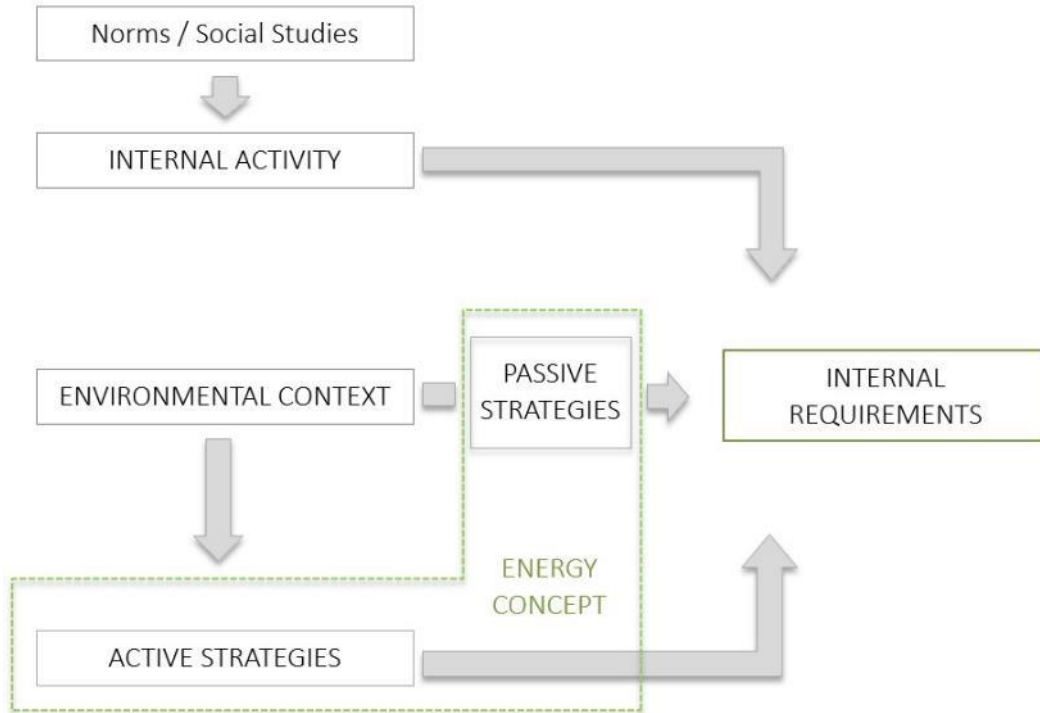 Norms / Social Studies
INTERNAL ACTIVITY
ENVIRONMENTAL CONTEXT
PASSIVE
STRATEGIES
INTERNAL
REQUIREMENTS
ENERGY
CONCEPT
ACTIVE STRATEGIES